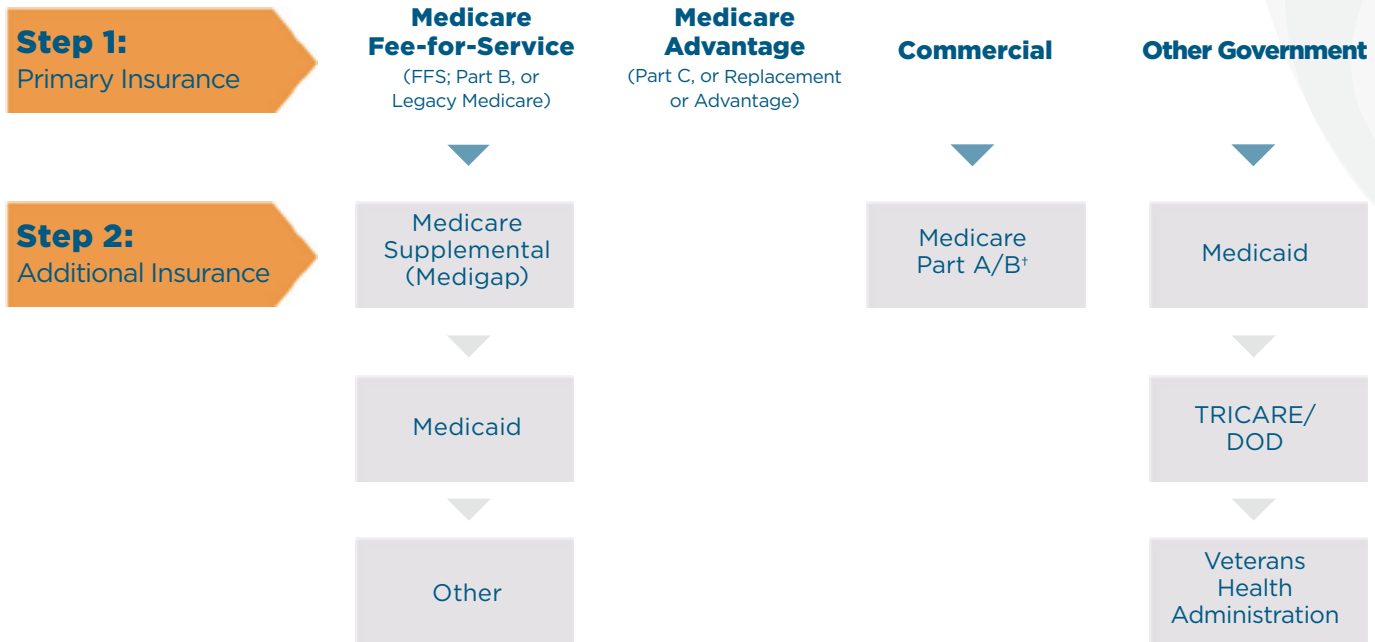 Step 1:
Primary Insurance
Medicare
Fee-for-Service
(FFS; Part B, or
Legacy Medicare)
Medicare
Advantage
(Part C, or Replacement
or Advantage)
Commercial
Other Government
Step 2:
Additional Insurance
Medicare
Supplemental
(Medigap)
Medicare
Part A/B†
Medicaid
Medicaid
TRICARE/
DOD
Other
Veterans
Health
Administration